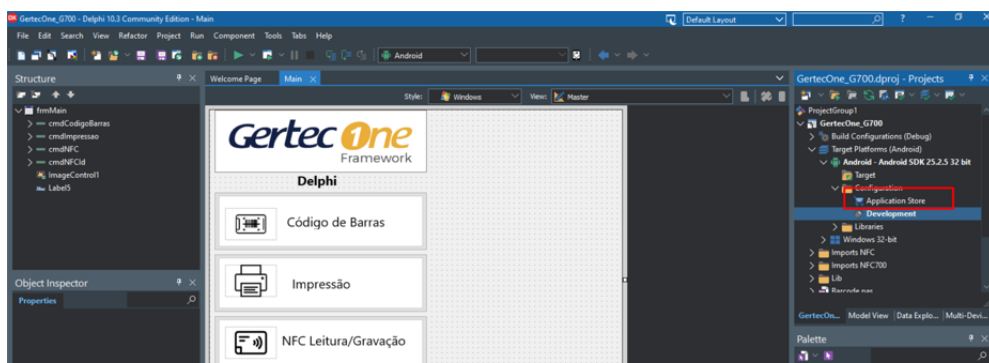 GertecOne_G700 - Delphi 10.3 Community Edition - Main
Default Layout
File Edit Search View Refactor Project Run Component Tools Tabs Help
Android
Structure
Welcome Page Main
GertecOne_G700.dproj - Projects
Style: Windows View: Master
frmMain
cmdCodigoBarras
cmdImpressao
cmdNFC
cmdNFCId
ImageControl1
Label5
Gertec One
Framework
Delphi
Código de Barras
Impressão
NFC Leitura/Gravação
ProjectGroup1
GertecOne_G700
Build Configurations (Debug)
Target Platforms (Android)
Android - Android SDK 25.2.5 32 bit
Target
Configuration
Application Store
Development
Libraries
Windows 32-bit
Imports NFC
Imports NFC700
Lib
Barcode.pas
Object Inspector
Properties
GertecOn... Model View Data Explo... Multi-Devi...
Palette